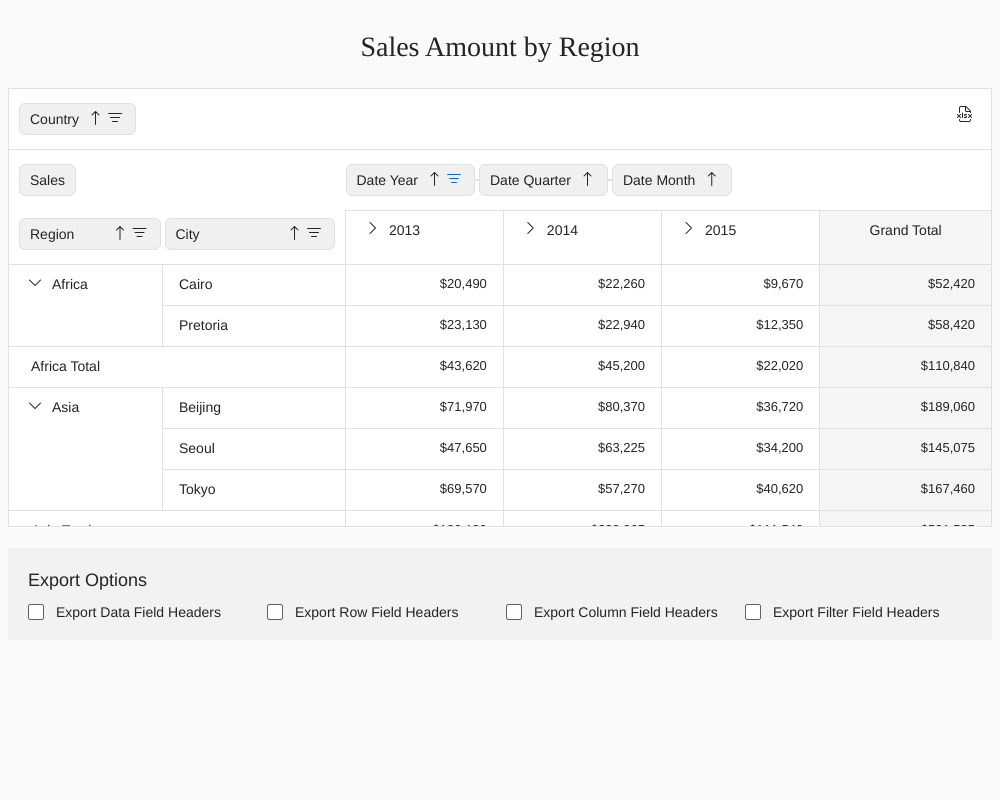 Sales Amount by Region
Country
xlsx
Sales
Date Year Date Quarter Date Month
Region City 2013 2014 2015 Grand Total
Africa Cairo $20,490 $22,260 $9,670 $52,420
Pretoria $23,130 $22,940 $12,350 $58,420
Africa Total $43,620 $45,200 $22,020 $110,840
Asia Beijing $71,970 $80,370 $36,720 $189,060
Seoul $47,650 $63,225 $34,200 $145,075
Tokyo $69,570 $57,270 $40,620 $167,460
Export Options
Export Data Field Headers Export Row Field Headers Export Column Field Headers Export Filter Field Headers